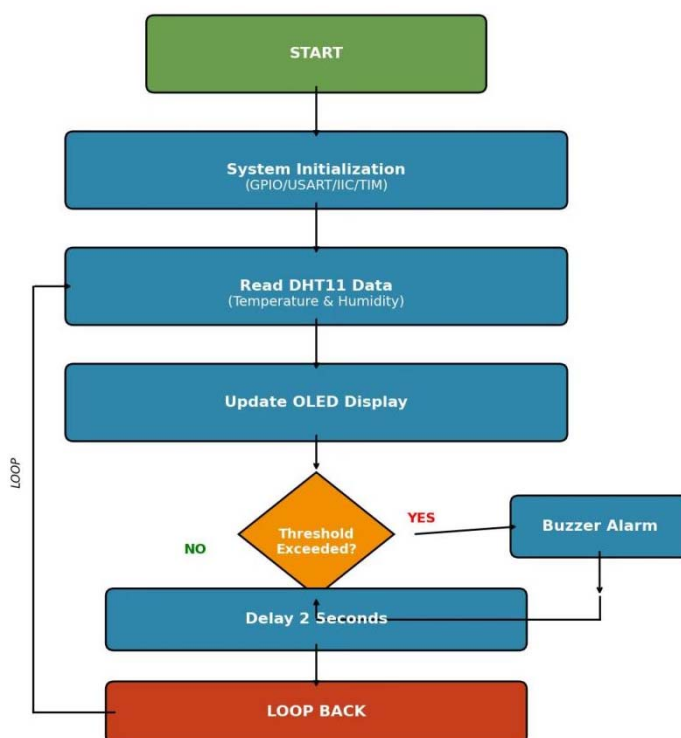 START
System Initialization
(GPIO/USART/IIC/TIM)
Read DHT11 Data
(Temperature & Humidity)
Update OLED Display
LOOP
Threshold
Exceeded?
YES
NO
Buzzer Alarm
Delay 2 Seconds
LOOP BACK